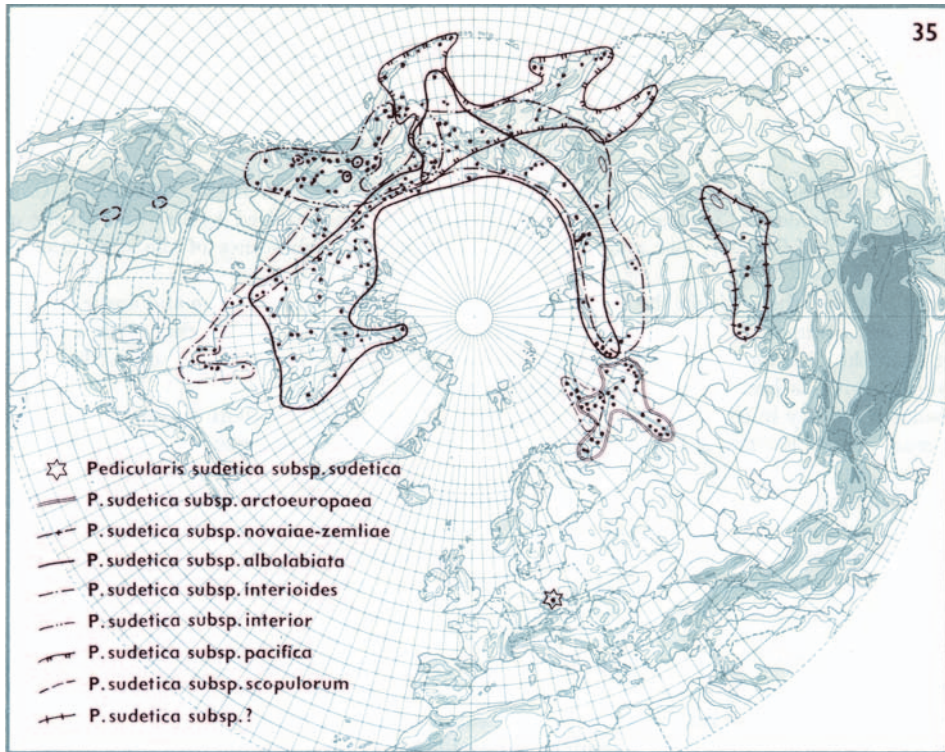 35
Pedicularis sudetica subsp. sudetica
P. sudetica subsp. arctoeuropaea
P. sudetica subsp. novaiae-zemliae
P. sudetica subsp. albolabiata
P. sudetica subsp. interioides
P. sudetica subsp. interior
P. sudetica subsp. pacifica
P. sudetica subsp. scopulorum
P. sudetica subsp. ?